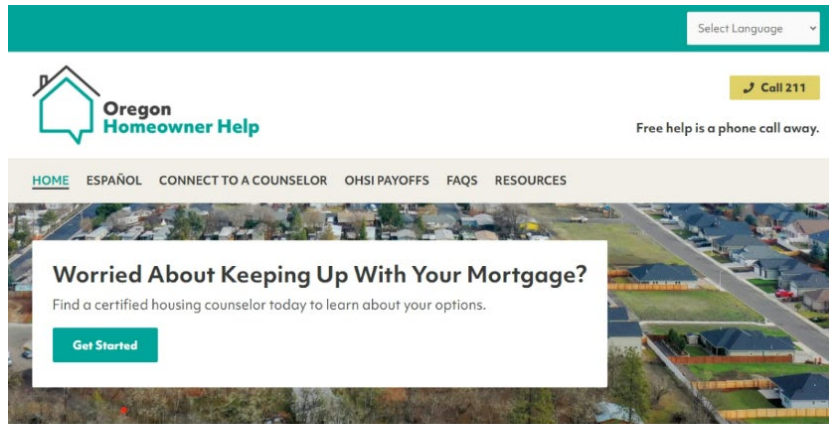 Select Language
Oregon
Homeowner Help
Call 211
Free help is a phone call away.
HOME ESPAÑOL CONNECT TO A COUNSELOR OHSI PAYOFFS FAQS RESOURCES
Worried About Keeping Up With Your Mortgage?
Find a certified housing counselor today to learn about your options.
Get Started